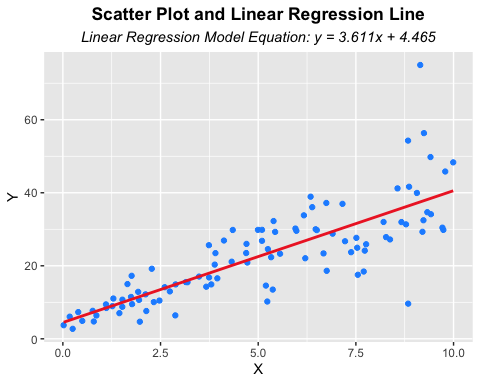 Scatter Plot and Linear Regression Line
Linear Regression Model Equation: y = 3.611x + 4.465
60
40
20
0
Y
0.0 2.5 5.0 7.5 10.0
X